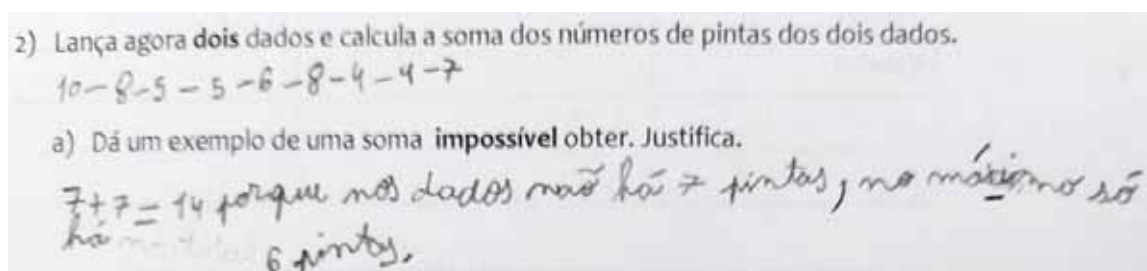 2) Lança agora dois dados e calcula a soma dos números de pintas dos dois dados.
10-8-5-5-6-8-4-4-7
a) Dá um exemplo de uma soma impossível obter. Justifica.
7+7=14 porque nos dados naõ há 7 pintas, no máximo só
há
6 pintas.